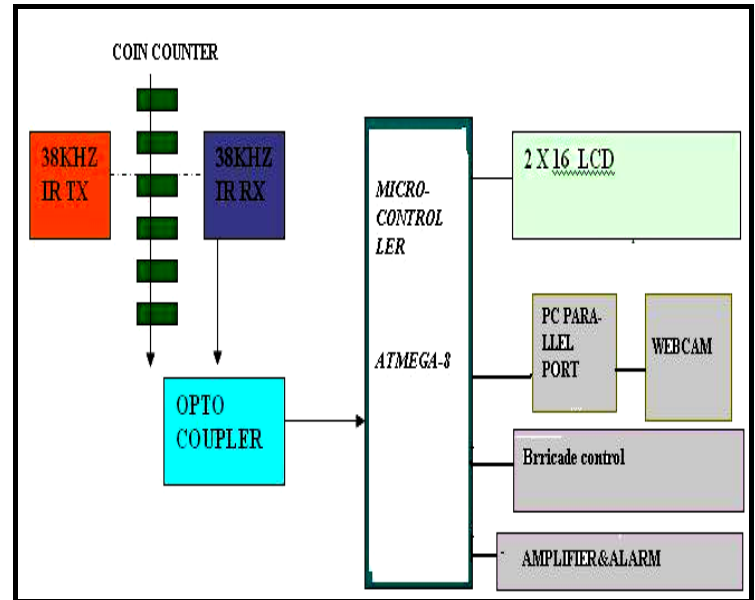 COIN COUNTER
38KHZ
IR TX
38KHZ
IR RX
OPTO
COUPLER
MICRO-
CONTROL
LER
ATMEGA-8
2 X 16 LCD
PC PARA-
LLEL
PORT
WEBCAM
Brricade control
AMPLIFIER&ALARM